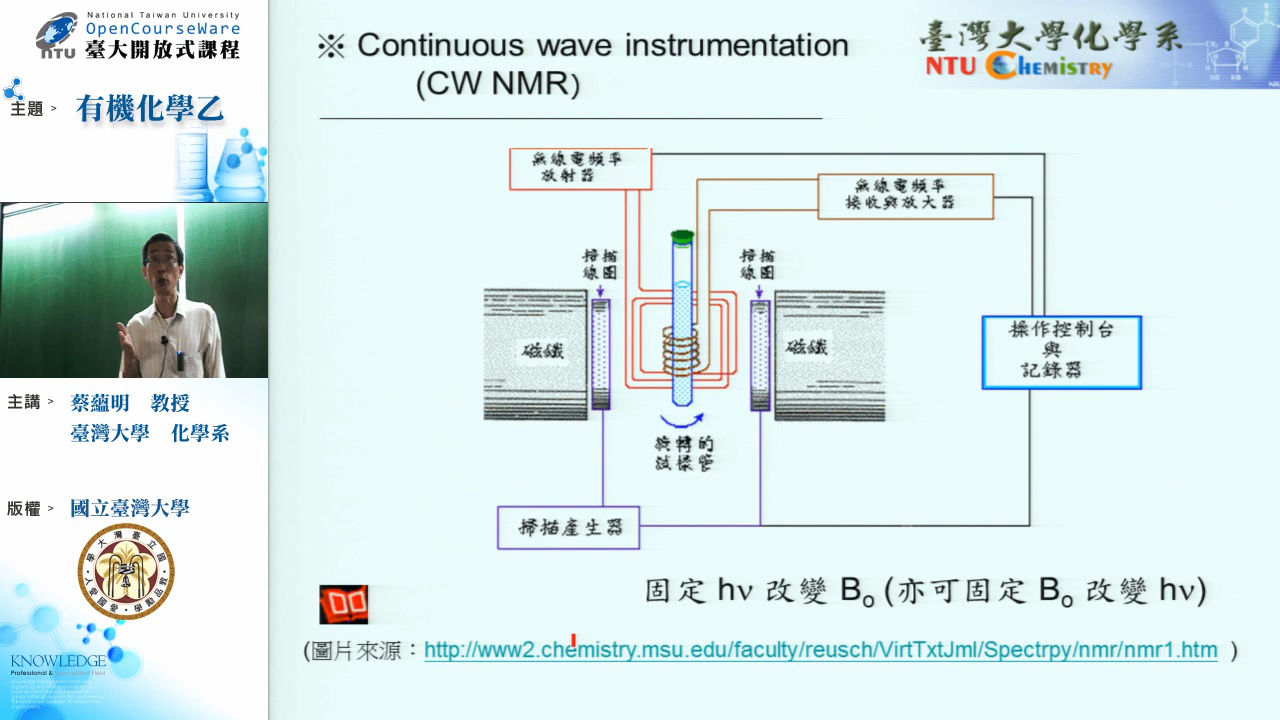 National Taiwan University
OpenCourseWare
NTU 臺大開放式課程
主題 > 有機化學乙
主講 > 蔡蘊明 教授
臺灣大學 化學系
版權 > 國立臺灣大學
KNOWLEDGE
※ Continuous wave instrumentation
(CW NMR)
臺灣大學化學系
NTU Chemistry
無線電頻率
放射器
無線電頻率
接收與放大器
掃描
線圈
掃描
線圈
磁鐵
磁鐵
操作控制台
與
記錄器
旋轉的
試樣管
掃描產生器
固定 hν 改變 Bo (亦可固定 Bo 改變 hν)
(圖片來源：http://www2.chemistry.msu.edu/faculty/reusch/VirtTxtJml/Spectrpy/nmr/nmr1.htm )